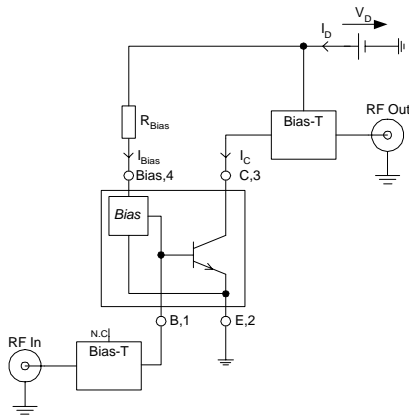 V_D
I_D
RF Out
Bias-T
R_Bias
I_Bias
I_C
Bias,4
C,3
Bias
B,1
E,2
RF In
N.C
Bias-T